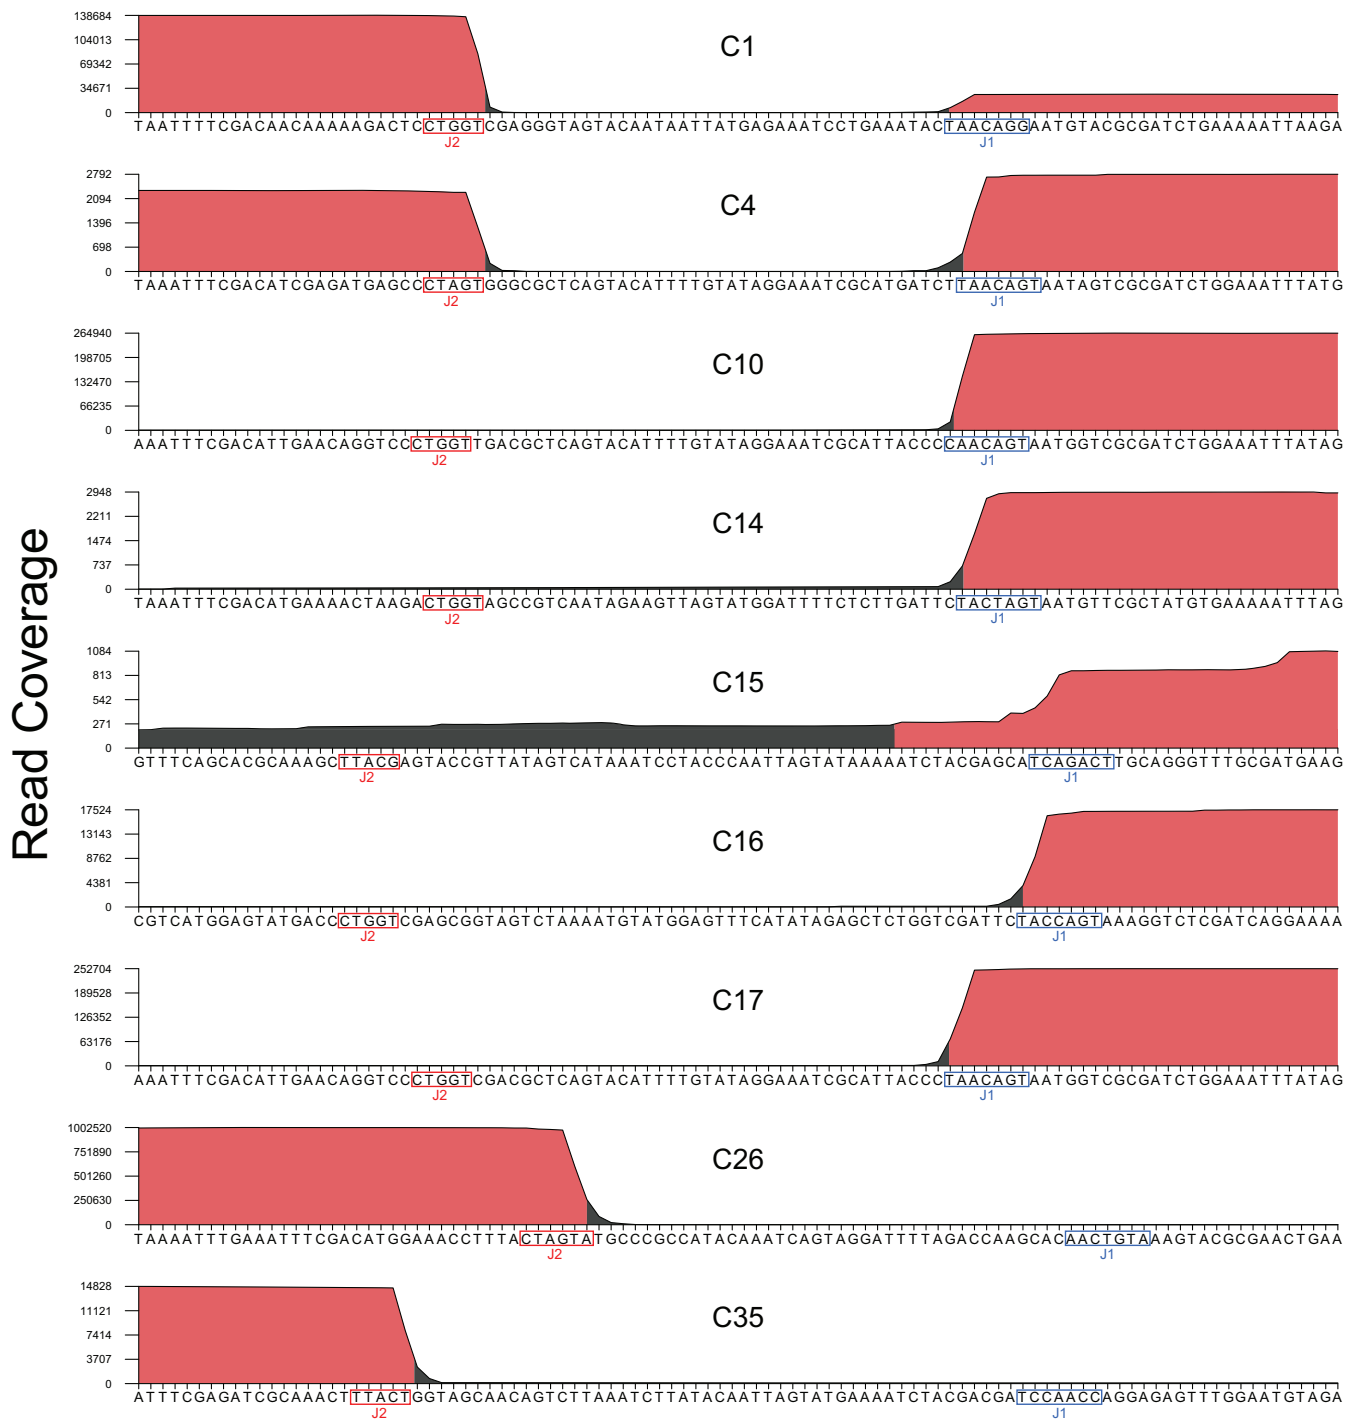 Read Coverage
138684
104013
69342
34671
0
C1
TAATTTTCGACAACAAAAAGACTCCTGGTCGAGGGTAGTACAATAATTATGAGAAATCCTGAAATACTAACAGGAATGTACGCGATCTGAAAAATTAAGA
J2 J1
2792
2094
1396
698
0
C4
TAAATTTCGACATCGAGATGAGCCCTAGTGGGCGCTCAGTACATTTTGTATAGGAAATCGCATGATCTTAACAGTAATAGTCGCGATCTGGAAATTTATG
J2 J1
264940
198705
132470
66235
0
C10
AAATTTCGACATTGAACAGGTCCCTGGTTGACGCTCAGTACATTTTGTATAGGAAATCGCATTACCCCAACAGTAATGGTCGCGATCTGGAAATTTATAG
J2 J1
2948
2211
1474
737
0
C14
TAAATTTCGACATGAAAACTAAGACTGGTAGCCGTCAATAGAAGTTAGTATGGATTTTCTCTTGATTCTACTAGTAATGTTCGCTATGTGAAAAATTTAG
J2 J1
1084
813
542
271
0
C15
GTTTCAGCACGCAAAGCTTACGAGTACCGTTATAGTCATAAATCCTACCCAATTAGTATAAAAATCTACGAGCATCAGACTTGCAGGGTTTGCGATGAAG
J2 J1
17524
13143
8762
4381
0
C16
CGTCATGGAGTATGACCCTGGTCGAGCGGTAGTCTAAAATGTATGGAGTTTCATATAGAGCTCTGGTCGATTCTACCAGTAAAGGTCTCGATCAGGAAAA
J2 J1
252704
189528
126352
63176
0
C17
AAATTTCGACATTGAACAGGTCCCTGGTCGACGCTCAGTACATTTTGTATAGGAAATCGCATTACCCTAACAGTAATGGTCGCGATCTGGAAATTTATAG
J2 J1
1002520
751890
501260
250630
0
C26
TAAAATTTGAAATTTCGACATGGAAACCTTTACTAGTATGCCCGCCATACAAATCAGTAGGATTTTAGACCAAGCACAACTGTAAAGTACGCGAACTGAA
J2 J1
14828
11121
7414
3707
0
C35
ATTTCGAGATCGCAAACTTTACTGGTAGCAACAGTCTTAAATCTTATACAATTAGTATGAAAATCTACGACGATCCAACCAGGAGAGTTTGGAATGTAGA
J2 J1